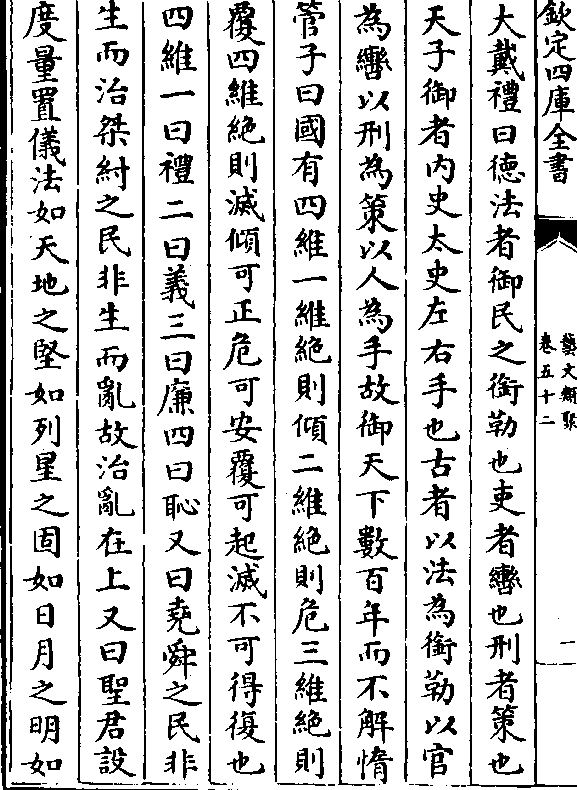 欽定四庫全書
藝文類聚
卷五十二
一
大戴禮曰徳法者御民之銜勒也吏者轡也刑者策也
天子御者内史太史左右手也古者以法為銜勒以官
為轡以刑為策以人為手故御天下數百年而不解惰
管子曰國有四維一維絶則傾二維絶則危三維絶則
覆四維絶則滅傾可正危可安覆可起滅不可得復也
四維一曰禮二曰義三曰廉四曰恥又曰堯舜之民非
生而治桀紂之民非生而亂故治亂在上又曰聖君設
度量置儀法如天地之堅如列星之固如日月之明如